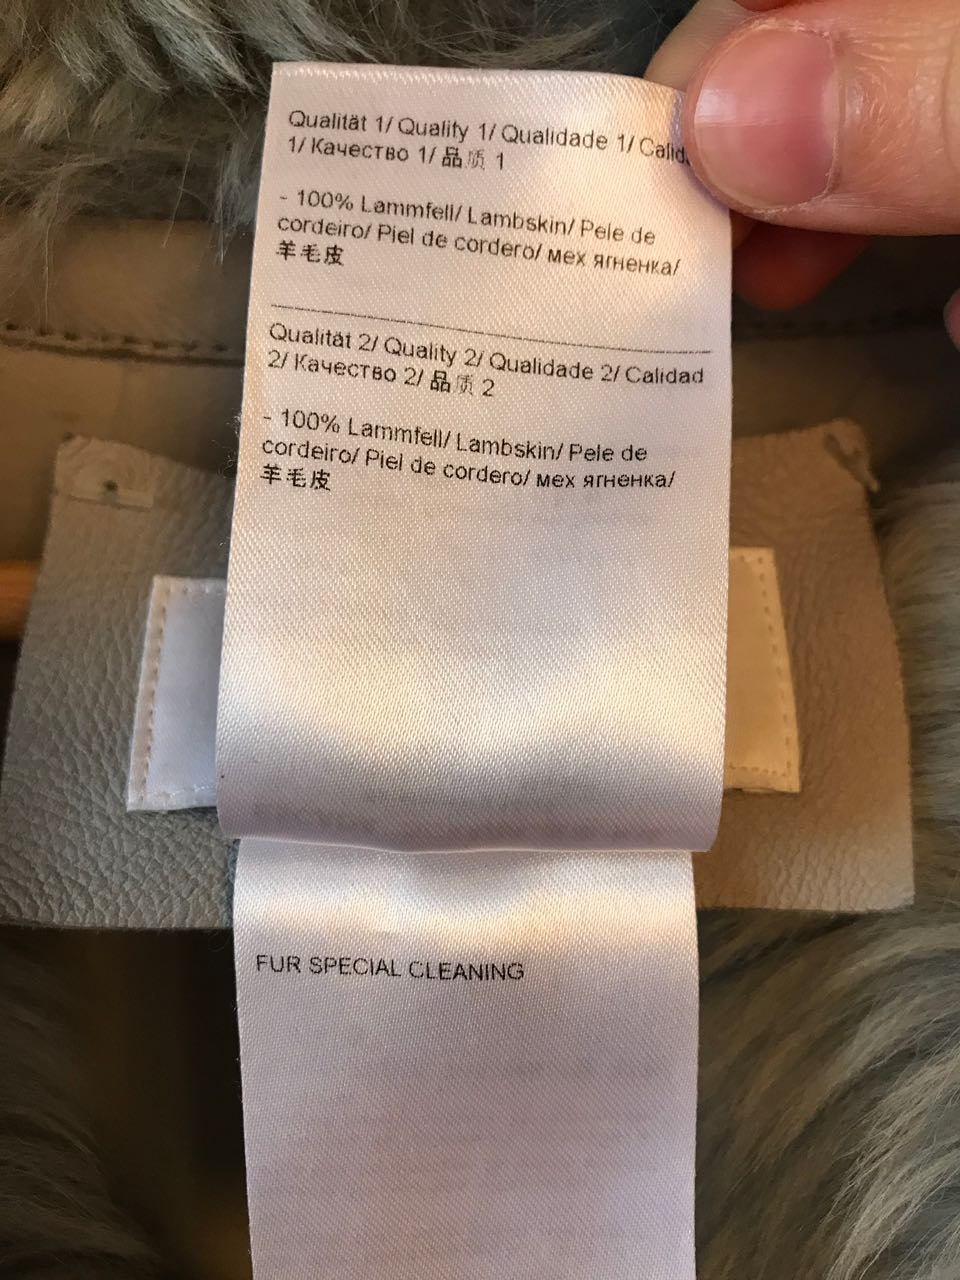 Qualität 1/ Quality 1/ Qualidade 1/
1/ Качество 1/ 品质 1
- 100% Lammfell/ Lambskin/ Pele de
cordeiro/ Piel de cordero/ мех ягненка/
羊毛皮
Qualität 2/ Quality 2/ Qualidade 2/ Calidad
2/ Качество 2/ 品质 2
- 100% Lammfell/ Lambskin/ Pele de
cordeiro/ Piel de cordero/ мех ягненка/
羊毛皮
FUR SPECIAL CLEANING